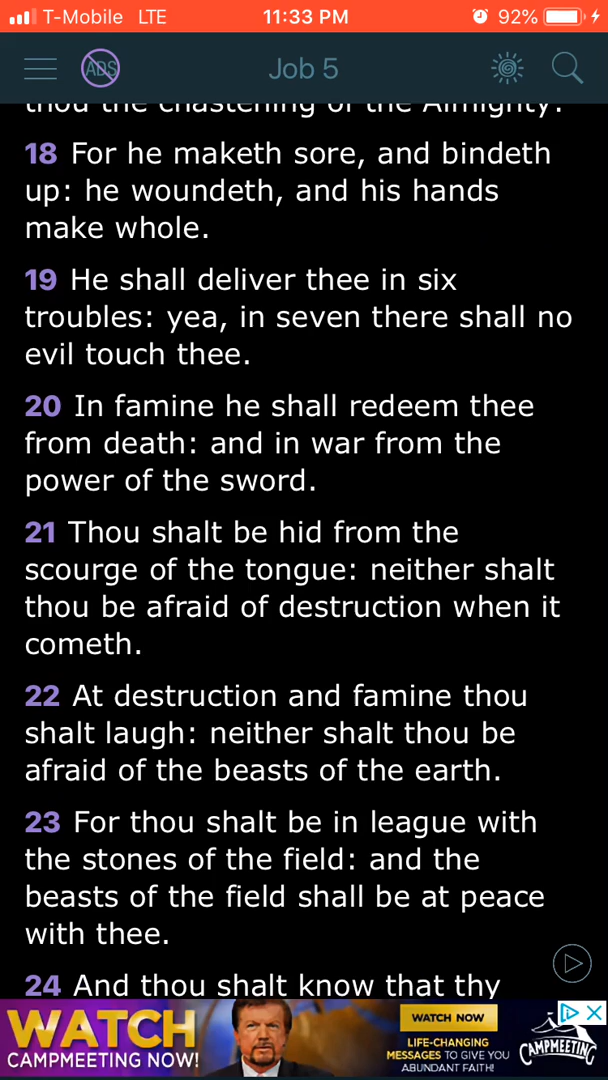 T-Mobile LTE 11:33 PM 92%
ADS Job 5
thou the chastening of the Almighty:
18 For he maketh sore, and bindeth
up: he woundeth, and his hands
make whole.
19 He shall deliver thee in six
troubles: yea, in seven there shall no
evil touch thee.
20 In famine he shall redeem thee
from death: and in war from the
power of the sword.
21 Thou shalt be hid from the
scourge of the tongue: neither shalt
thou be afraid of destruction when it
cometh.
22 At destruction and famine thou
shalt laugh: neither shalt thou be
afraid of the beasts of the earth.
23 For thou shalt be in league with
the stones of the field: and the
beasts of the field shall be at peace
with thee.
24 And thou shalt know that thy
WATCH
CAMPMEETING NOW!
WATCH NOW
LIFE-CHANGING
MESSAGES TO GIVE YOU
ABUNDANT FAITH!
CAMPMEETING